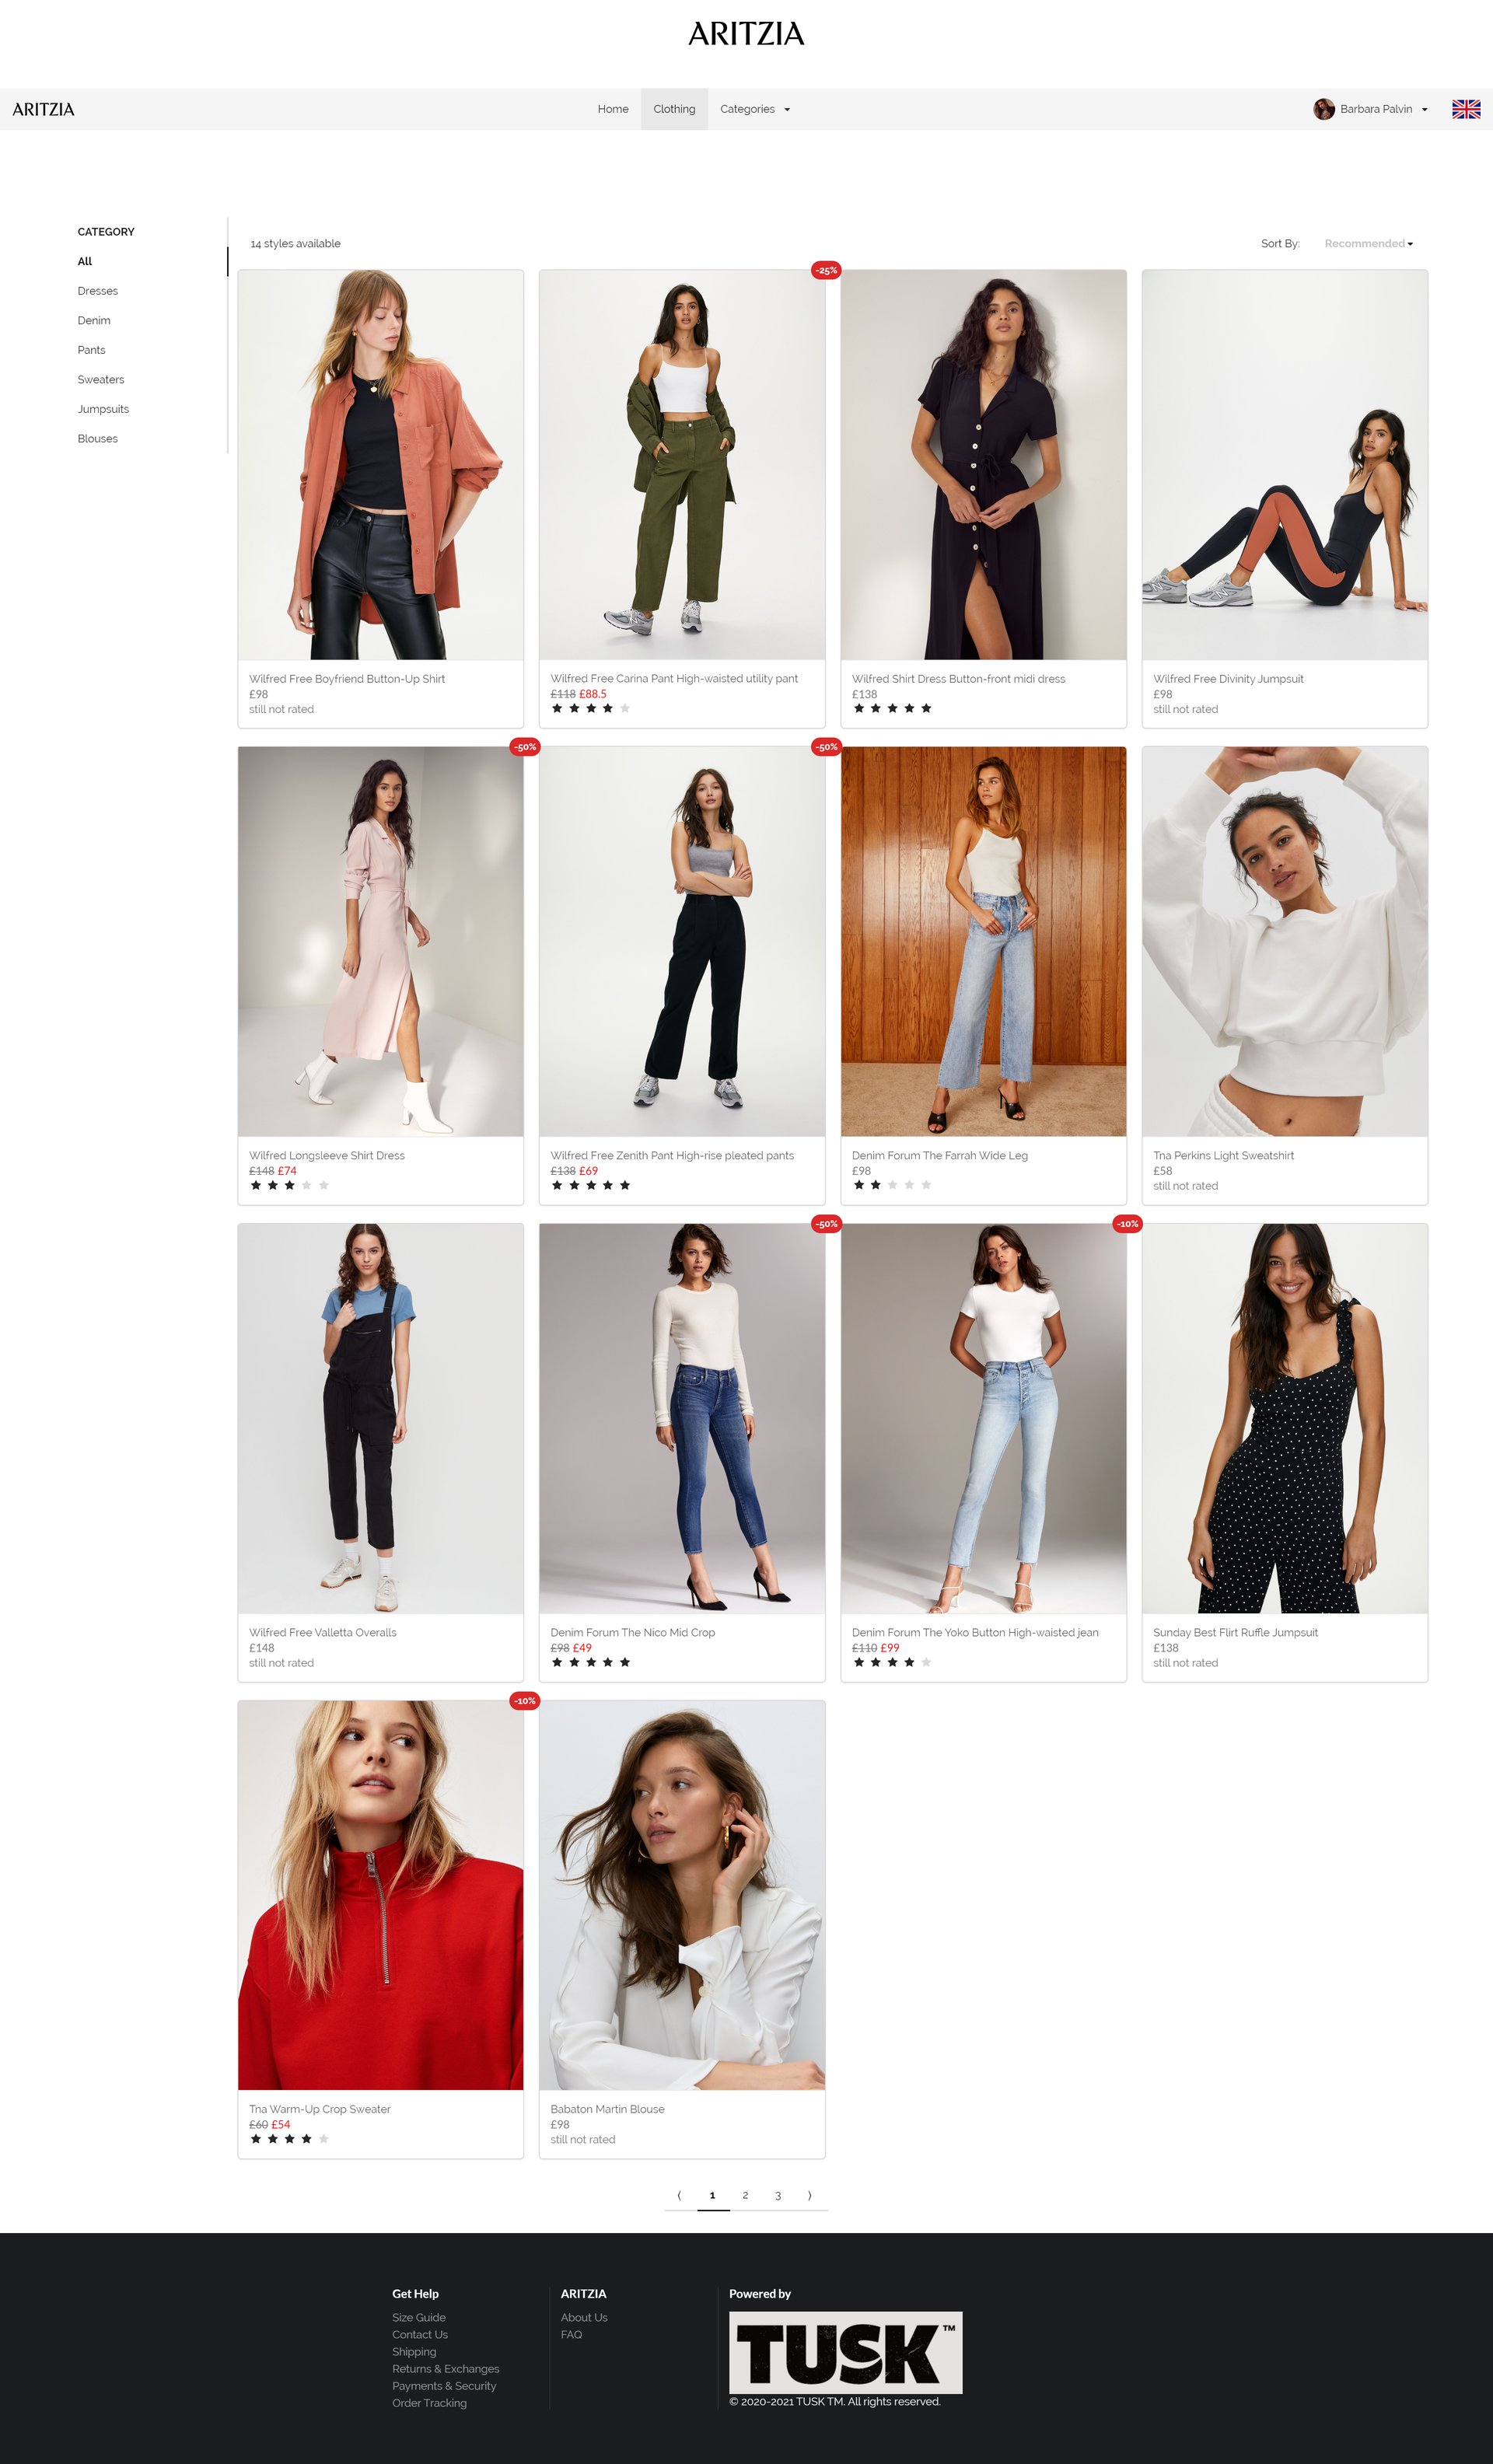 ARITZIA
ARITZIA
Home
Clothing
Categories
Barbara Palvin
CATEGORY
All
Dresses
Denim
Pants
Sweaters
Jumpsuits
Blouses
14 styles available
Sort By:
Recommended
Wilfred Free Boyfriend Button-Up Shirt
£98
still not rated
-25%
Wilfred Free Carina Pant High-waisted utility pant
£118 £88.5
Wilfred Shirt Dress Button-front midi dress
£138
Wilfred Free Divinity Jumpsuit
£98
still not rated
-50%
Wilfred Longsleeve Shirt Dress
£148 £74
-50%
Wilfred Free Zenith Pant High-rise pleated pants
£138 £69
Denim Forum The Farrah Wide Leg
£98
Tna Perkins Light Sweatshirt
£58
still not rated
Wilfred Free Valletta Overalls
£148
still not rated
-50%
Denim Forum The Nico Mid Crop
£98 £49
-10%
Denim Forum The Yoko Button High-waisted jean
£110 £99
Sunday Best Flirt Ruffle Jumpsuit
£138
still not rated
-10%
Tna Warm-Up Crop Sweater
£60 £54
Babaton Martin Blouse
£98
still not rated
⟨ 1 2 3 ⟩
Get Help
Size Guide
Contact Us
Shipping
Returns & Exchanges
Payments & Security
Order Tracking
ARITZIA
About Us
FAQ
Powered by
TUSK™
© 2020-2021 TUSK TM. All rights reserved.